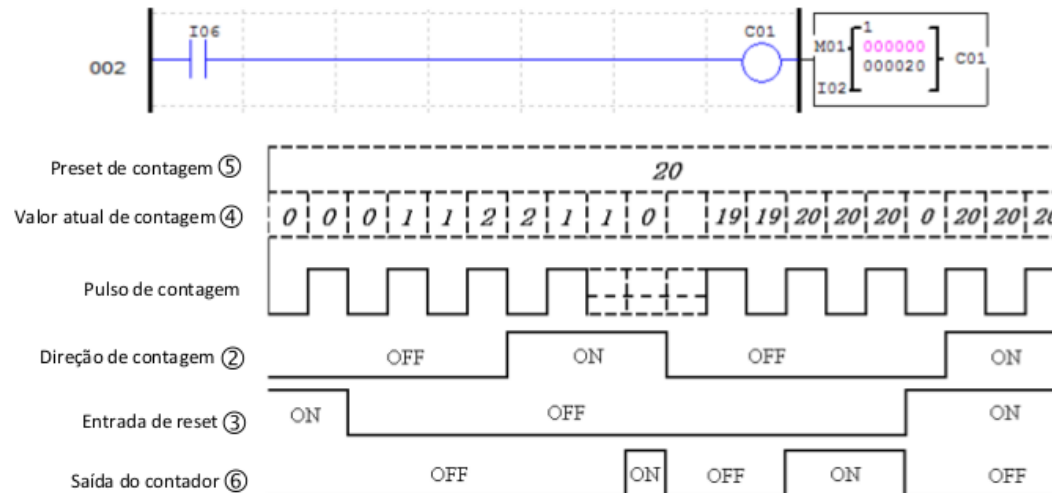 I06 C01
002
M01 1 000000 C01
000020
I02
Preset de contagem ⑤ 20
Valor atual de contagem ④ 0 0 0 1 1 2 2 1 1 0 19 19 20 20 20 0 20 20 20
Pulso de contagem
Direção de contagem ② OFF ON OFF ON
Entrada de reset ③ ON OFF ON
Saída do contador ⑥ OFF ON OFF ON OFF